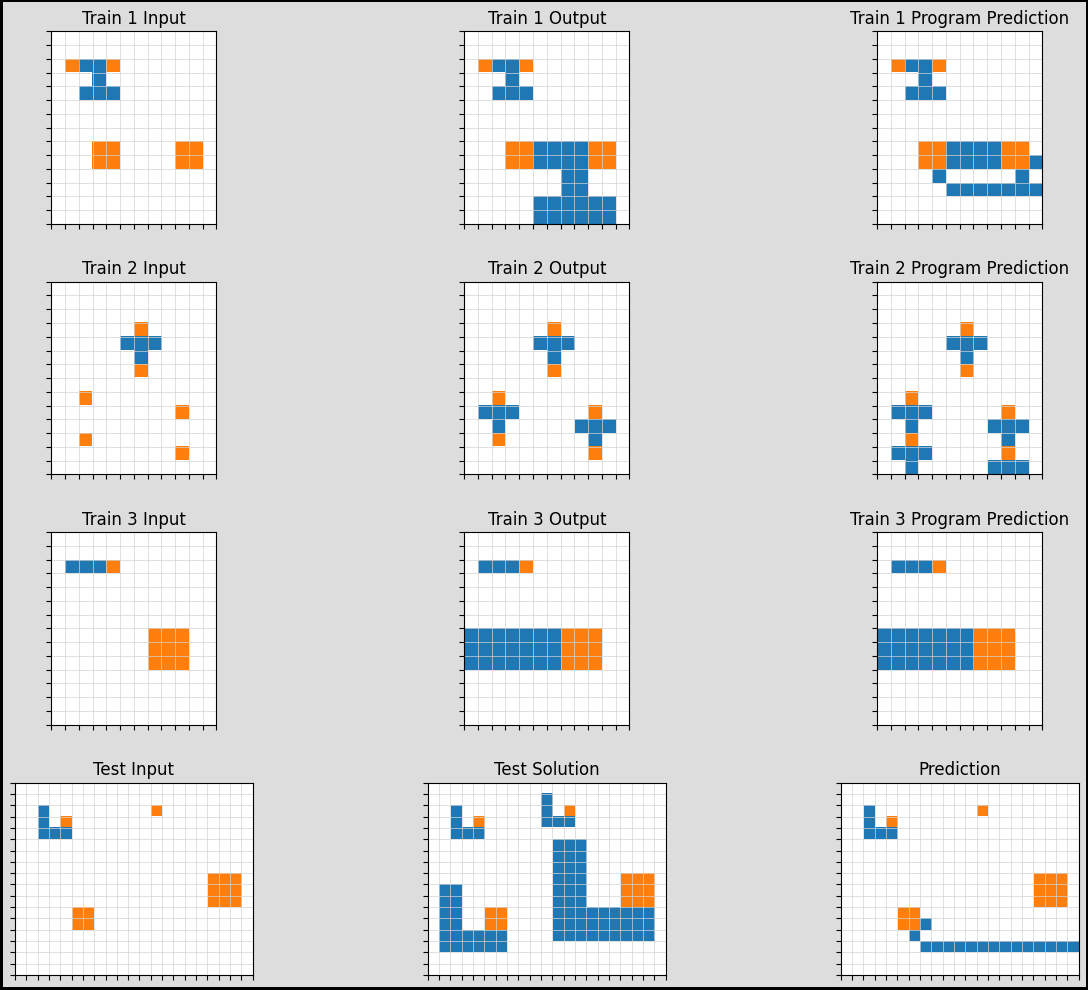 Train 1 Input
Train 1 Output
Train 1 Program Prediction
Train 2 Input
Train 2 Output
Train 2 Program Prediction
Train 3 Input
Train 3 Output
Train 3 Program Prediction
Test Input
Test Solution
Prediction